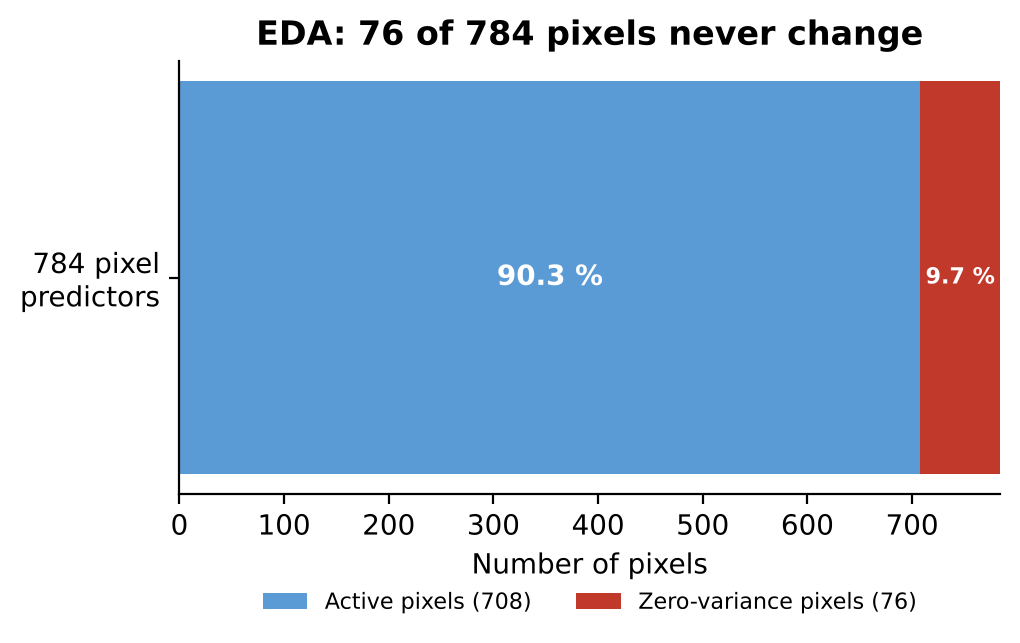 EDA: 76 of 784 pixels never change
784 pixel
predictors
90.3 %
9.7 %
0 100 200 300 400 500 600 700
Number of pixels
Active pixels (708) Zero-variance pixels (76)